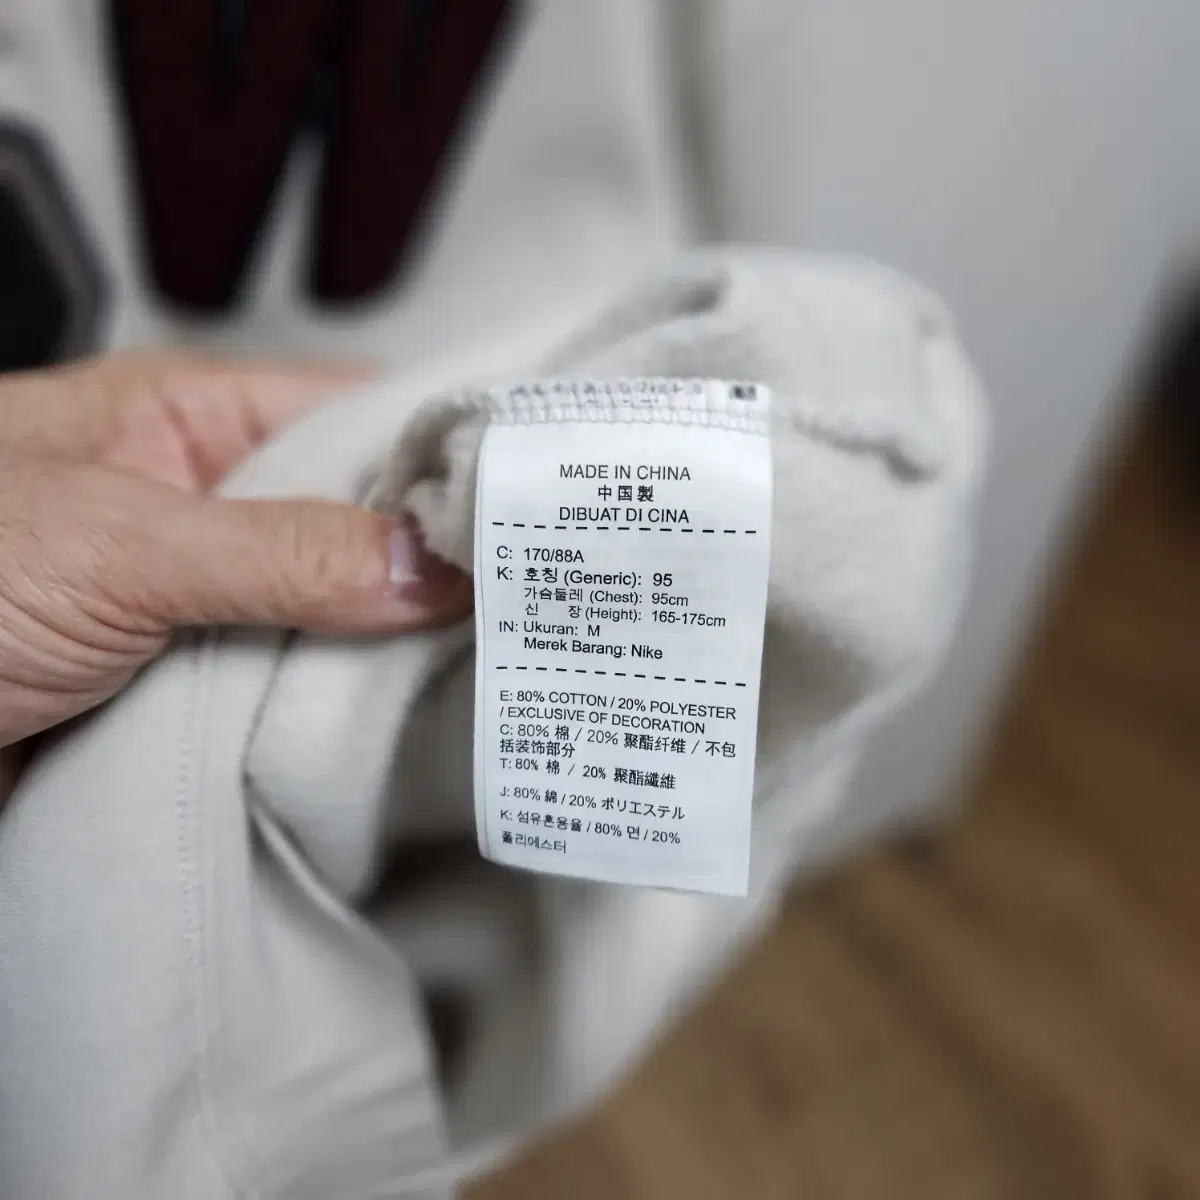 MADE IN CHINA
中国製
DIBUAT DI CINA
C: 170/88A
K: 호칭 (Generic): 95
가슴둘레 (Chest): 95cm
신 장 (Height): 165-175cm
IN: Ukuran: M
Merek Barang: Nike
E: 80% COTTON / 20% POLYESTER
/ EXCLUSIVE OF DECORATION
C: 80% 棉 / 20% 聚酯纤维 / 不包
括装饰部分
T: 80% 棉 / 20% 聚酯纖維
J: 80% 綿 / 20% ポリエステル
K: 섬유혼용율 / 80% 면 / 20%
폴리에스터